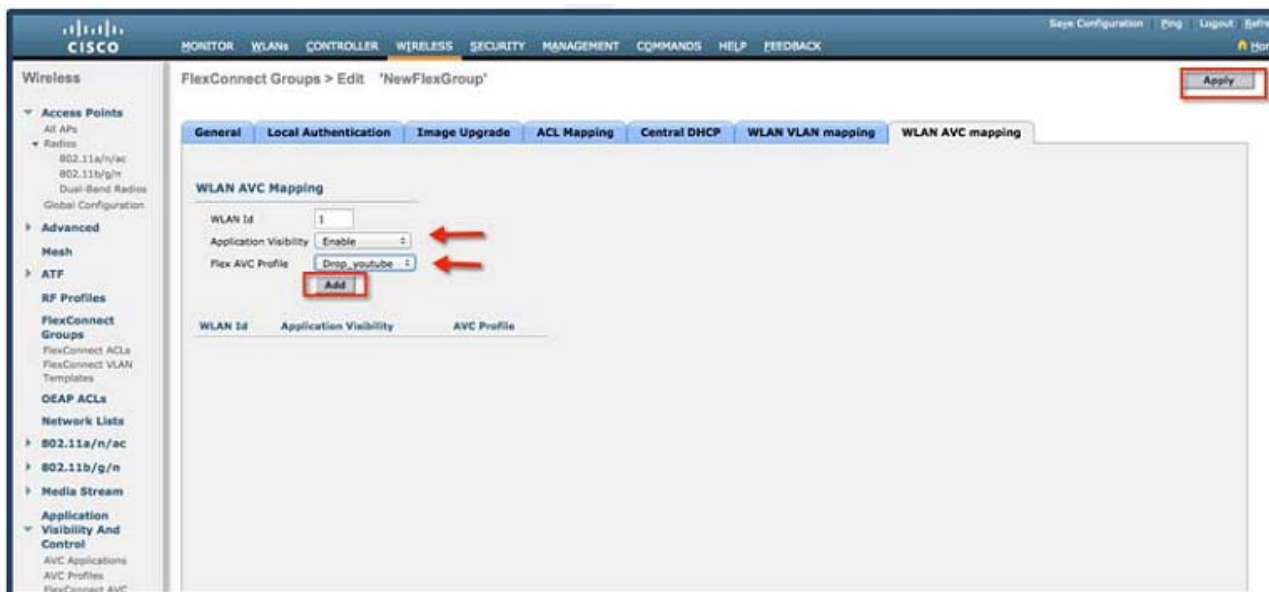 Save Configuration Ping Logout Refre
CISCO
MONITOR WLANs CONTROLLER WIRELESS SECURITY MANAGEMENT COMMANDS HELP FEEDBACK
Hor
Wireless
FlexConnect Groups > Edit 'NewFlexGroup'
Apply
Access Points
All APs
Radios
802.11a/n/ac
802.11b/g/n
Dual-Band Radios
Global Configuration
Advanced
Mesh
ATF
RF Profiles
FlexConnect
Groups
FlexConnect ACLs
FlexConnect VLAN
Templates
OEAP ACLs
Network Lists
802.11a/n/ac
802.11b/g/n
Media Stream
Application
Visibility And
Control
AVC Applications
AVC Profiles
FlexConnect AVC
General Local Authentication Image Upgrade ACL Mapping Central DHCP WLAN VLAN mapping WLAN AVC mapping
WLAN AVC Mapping
WLAN Id 1
Application Visibility Enable
Flex AVC Profile Drop_youtube
Add
WLAN Id Application Visibility AVC Profile